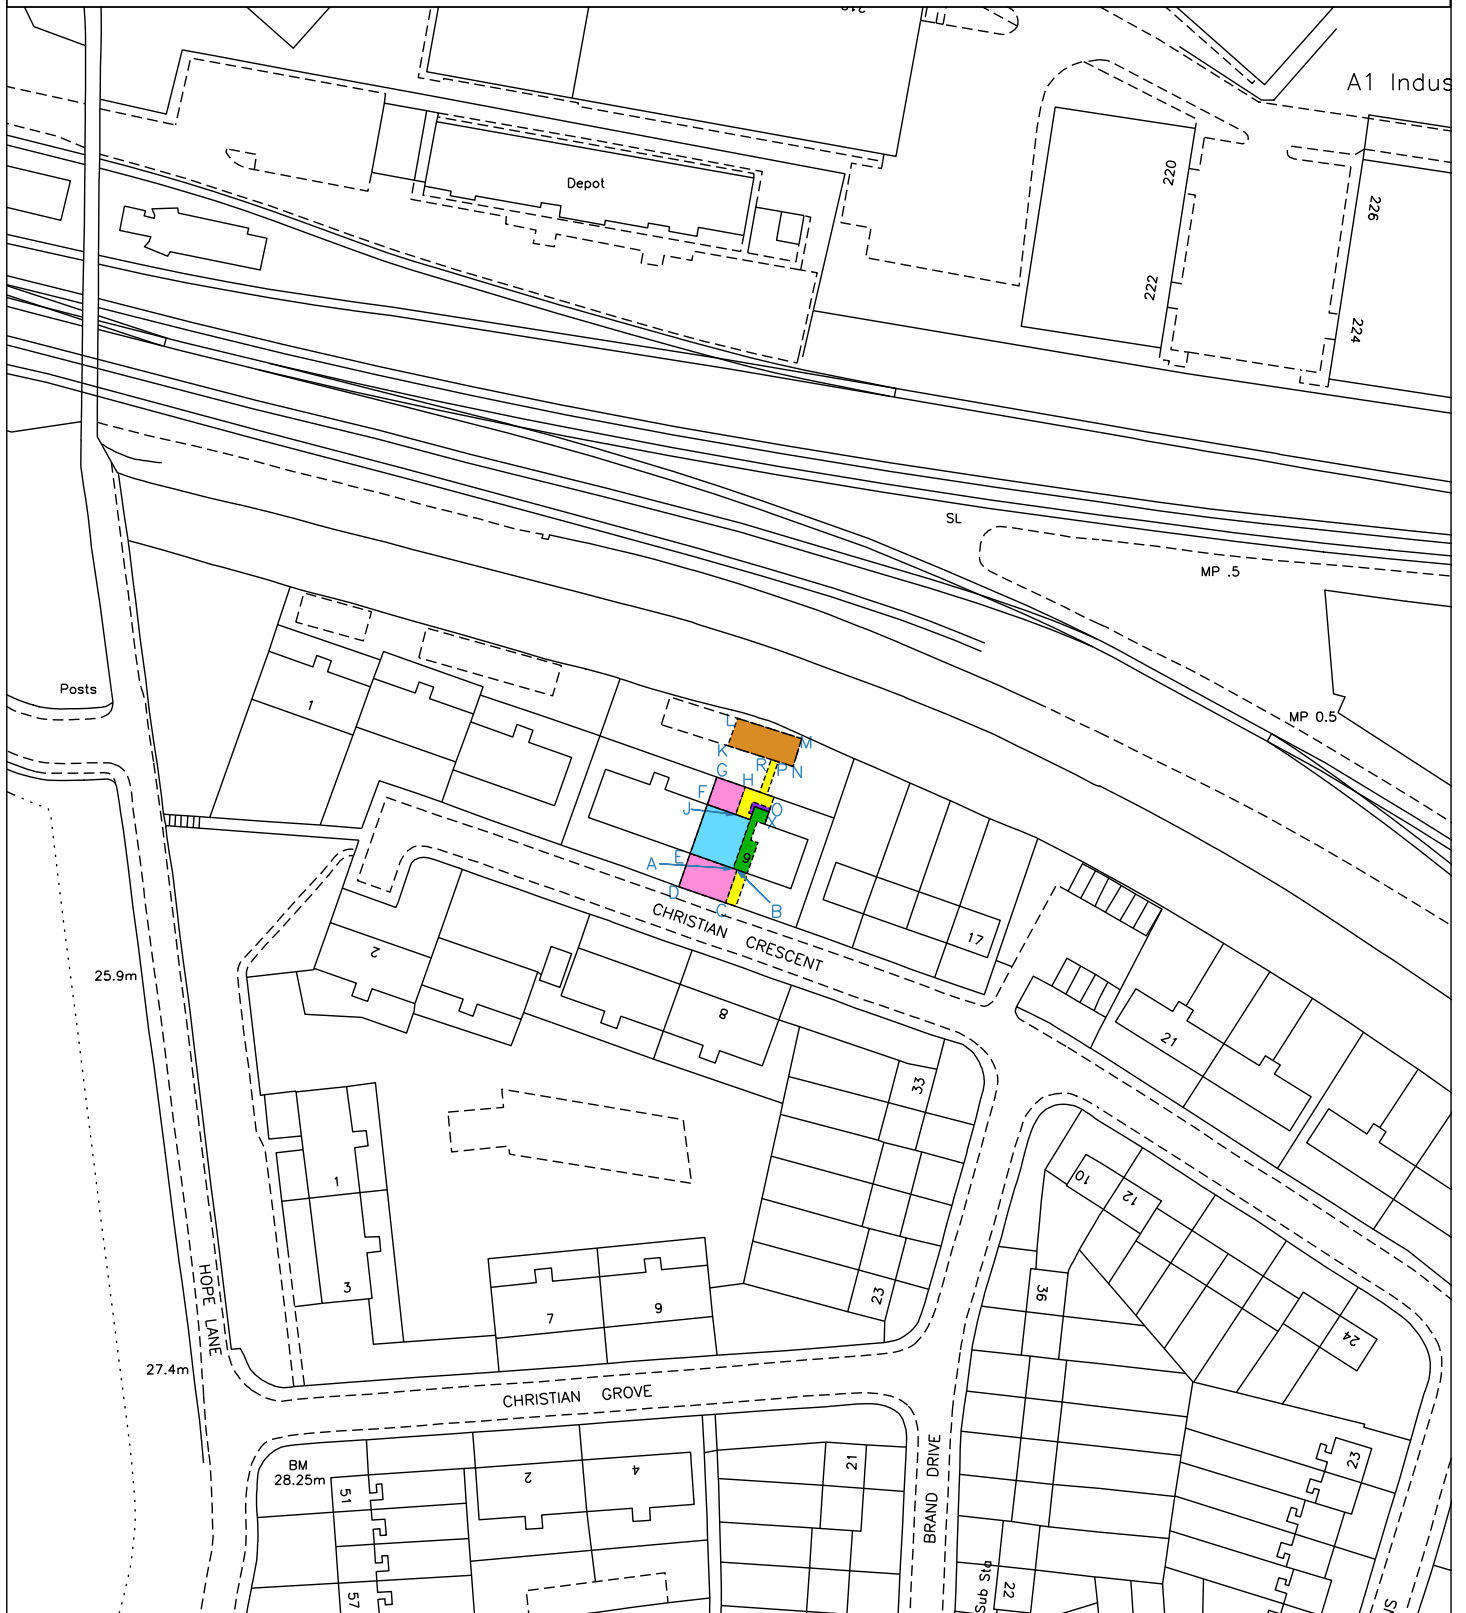 A1 Indus
Depot
220
226
222
224
SL
MP .5
Posts
MP 0.5
1
L
M
K
R P N
G
H
F
J
O
X
A
E
9
D
C
B
CHRISTIAN CRESCENT
17
2
25.9m
8
21
33
1
10
12
3
HOPE LANE
7
9
23
36
24
27.4m
CHRISTIAN GROVE
BM
28.25m
2
4
21
23
51
BRAND DRIVE
57
Sub Sta
22